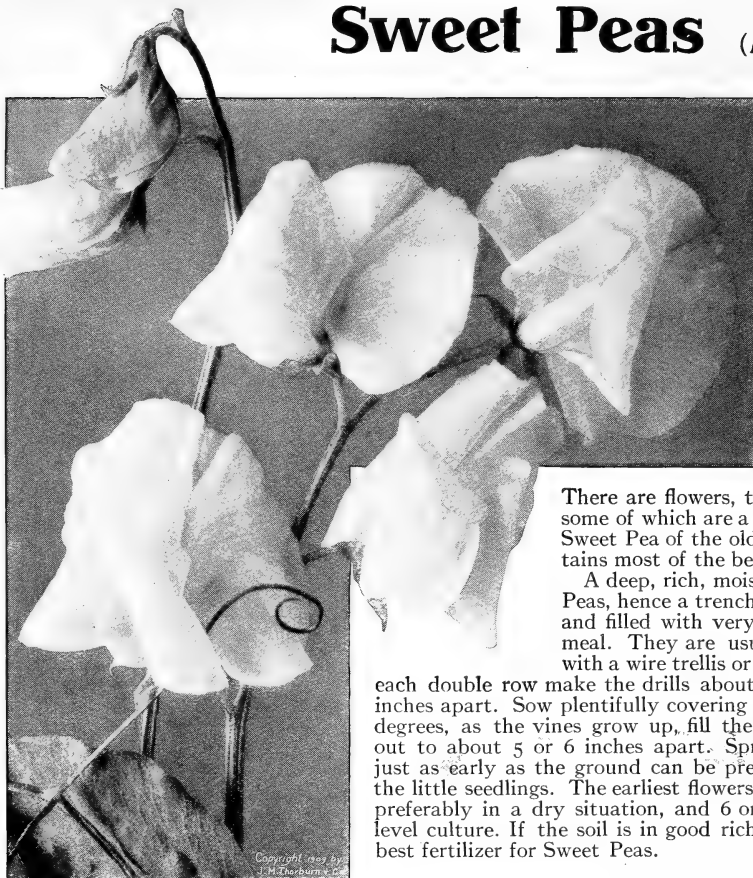 Sweet Peas
There are flowers, t
some of which are a
Sweet Pea of the old
tains most of the be
A deep, rich, mois
Peas, hence a trench
and filled with very
meal. They are usu
with a wire trellis or
each double row make the drills about
inches apart. Sow plentifully covering
degrees, as the vines grow up, fill the
out to about 5 or 6 inches apart. Spr
just as early as the ground can be pre
the little seedlings. The earliest flowers
preferably in a dry situation, and 6 or
level culture. If the soil is in good rich
best fertilizer for Sweet Peas.
Copyright 1909 by
J. M. Thorburn & Co